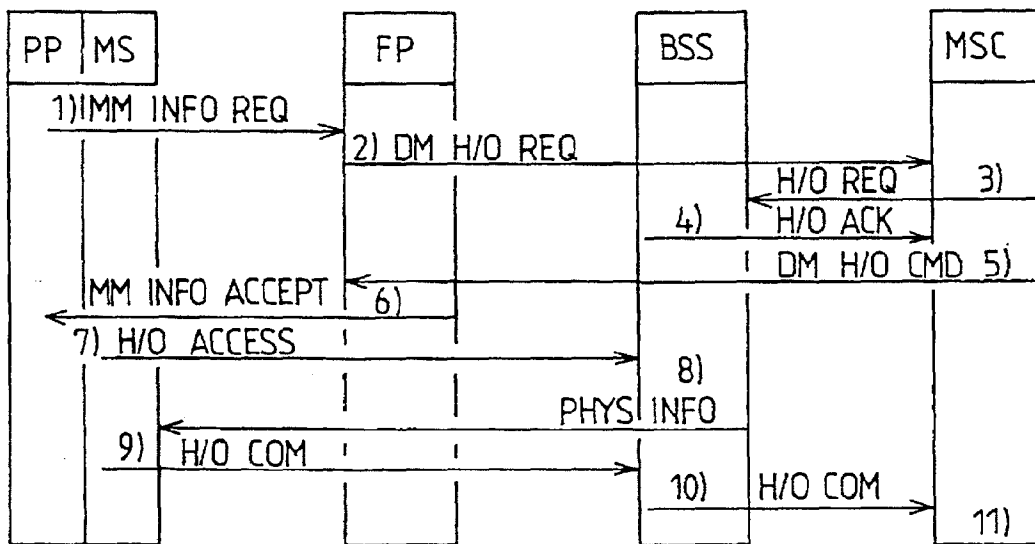 PP MS FP BSS MSC
1) IMM INFO REQ
2) DM H/O REQ
H/O REQ 3)
4) H/O ACK
DM H/O CMD 5)
MM INFO ACCEPT 6)
7) H/O ACCESS
8)
PHYS INFO
9) H/O COM
10) H/O COM
11)